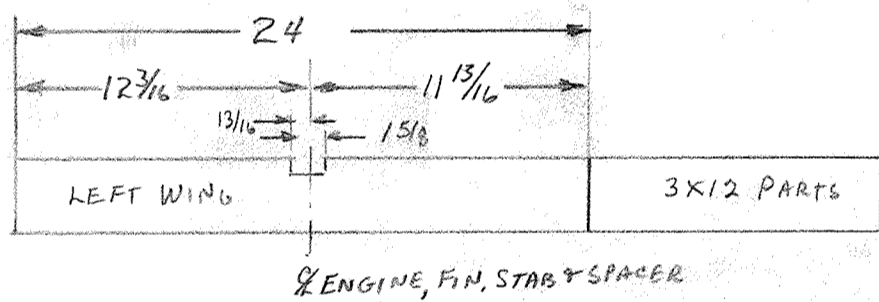 24
12 3/16
11 13/16
13/16
1 5/8
LEFT WING
3X12 PARTS
℄ ENGINE, FIN, STAB & SPACER